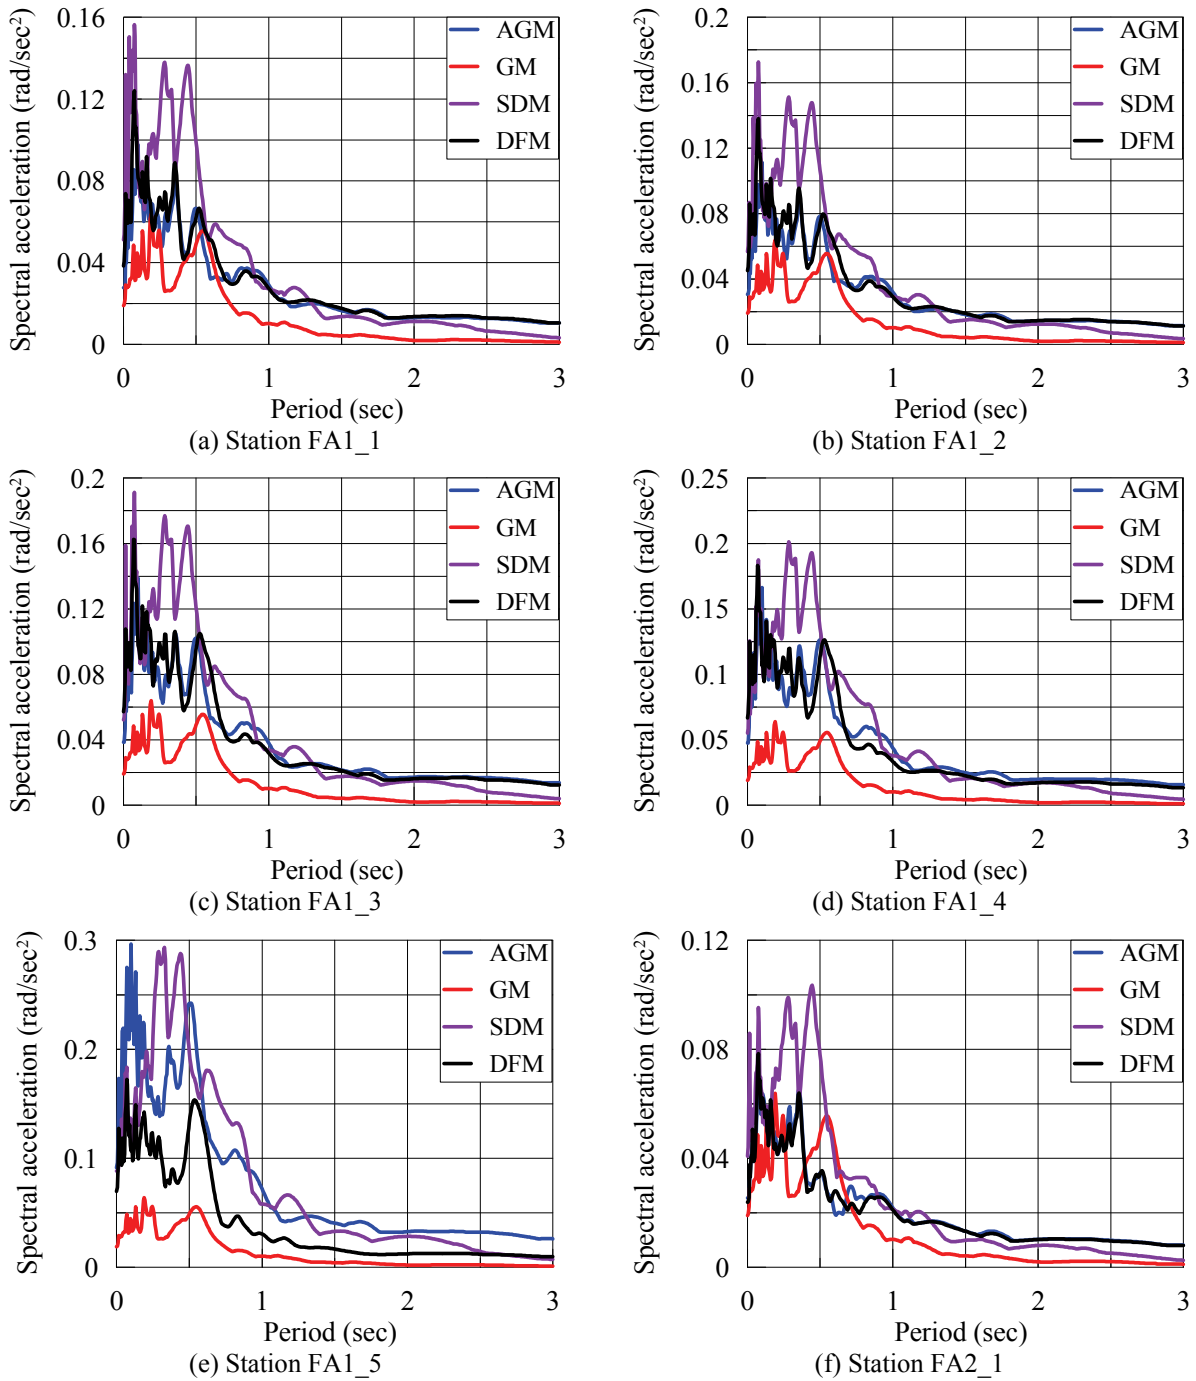 Spectral acceleration (rad/sec²)
0.16
0.12
0.08
0.04
0
0 1 2 3
Period (sec)
AGM
GM
SDM
DFM
(a) Station FA1_1
Spectral acceleration (rad/sec²)
0.2
0.16
0.12
0.08
0.04
0
0 1 2 3
Period (sec)
AGM
GM
SDM
DFM
(b) Station FA1_2
Spectral acceleration (rad/sec²)
0.2
0.16
0.12
0.08
0.04
0
0 1 2 3
Period (sec)
AGM
GM
SDM
DFM
(c) Station FA1_3
Spectral acceleration (rad/sec²)
0.25
0.2
0.15
0.1
0.05
0
0 1 2 3
Period (sec)
AGM
GM
SDM
DFM
(d) Station FA1_4
Spectral acceleration (rad/sec²)
0.3
0.2
0.1
0
0 1 2 3
Period (sec)
AGM
GM
SDM
DFM
(e) Station FA1_5
Spectral acceleration (rad/sec²)
0.12
0.08
0.04
0
0 1 2 3
Period (sec)
AGM
GM
SDM
DFM
(f) Station FA2_1